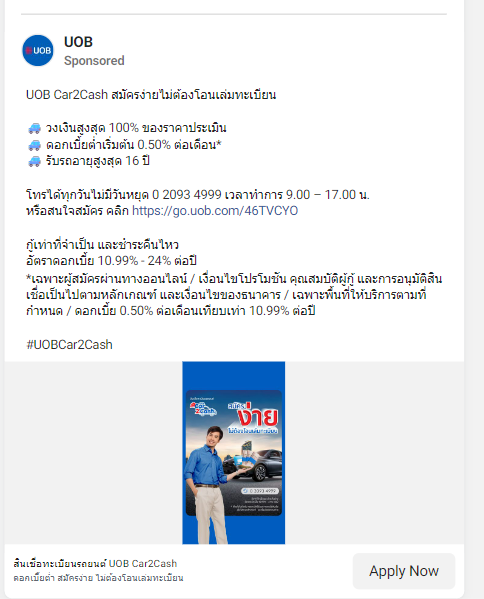 UOB
UOB
Sponsored
UOB Car2Cash สมัครง่ายไม่ต้องโอนเล่มทะเบียน
🚙 วงเงินสูงสุด 100% ของราคาประเมิน
🚙 ดอกเบี้ยต่ำเริ่มต้น 0.50% ต่อเดือน*
🚙 รับรถอายุสูงสุด 16 ปี
โทรได้ทุกวันไม่มีวันหยุด 0 2093 4999 เวลาทำการ 9.00 – 17.00 น.
หรือสนใจสมัคร คลิก https://go.uob.com/46TVCYO
กู้เท่าที่จำเป็น และชำระคืนไหว
อัตราดอกเบี้ย 10.99% - 24% ต่อปี
*เฉพาะผู้สมัครผ่านทางออนไลน์ / เงื่อนไขโปรโมชัน คุณสมบัติผู้กู้ และการอนุมัติสิน
เชื่อเป็นไปตามหลักเกณฑ์ และเงื่อนไขของธนาคาร / เฉพาะพื้นที่ให้บริการตามที่
กำหนด / ดอกเบี้ย 0.50% ต่อเดือนเทียบเท่า 10.99% ต่อปี
#UOBCar2Cash
สมัคร
ง่าย
ไม่ต้องโอนเล่มทะเบียน
0 2093 4999
สินเชื่อทะเบียนรถยนต์ UOB Car2Cash
ดอกเบี้ยต่ำ สมัครง่าย ไม่ต้องโอนเล่มทะเบียน
Apply Now